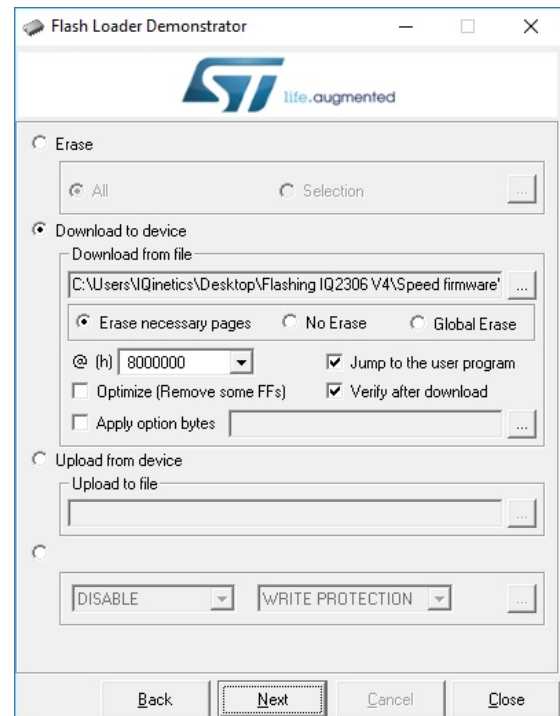 Flash Loader Demonstrator
ST life.augmented
Erase
All Selection ...
Download to device
Download from file
C:\Users\IQinetics\Desktop\Flashing IQ2306 V4\Speed firmware' ...
Erase necessary pages No Erase Global Erase
@ (h) 8000000 Jump to the user program
Optimize (Remove some FFs) Verify after download
Apply option bytes ...
Upload from device
Upload to file
...
DISABLE WRITE PROTECTION ...
Back Next Cancel Close